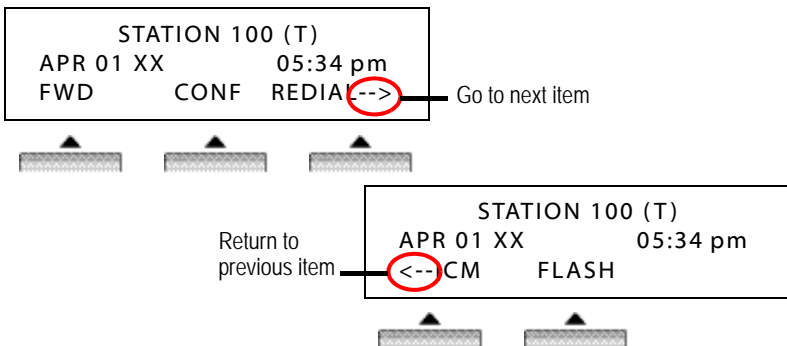 STATION 100 (T)
APR 01 XX 05:34 pm
FWD CONF REDIAL-->
Go to next item
STATION 100 (T)
Return to
previous item
APR 01 XX 05:34 pm
<--ICM FLASH